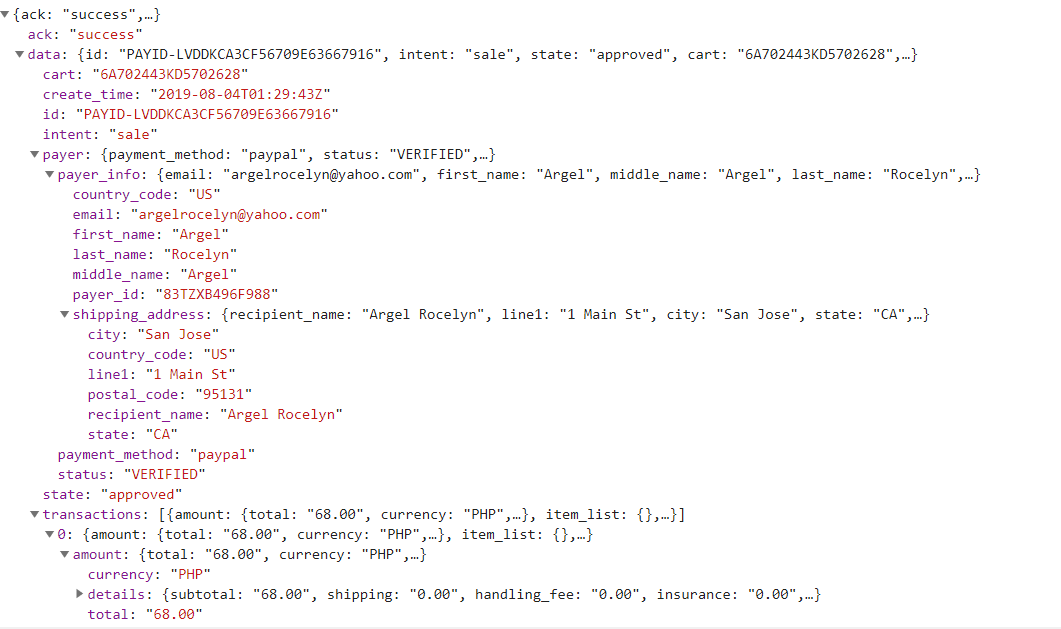 {ack: "success",…}
ack: "success"
data: {id: "PAYID-LVDDKCA3CF56709E63667916", intent: "sale", state: "approved", cart: "6A702443KD5702628",…}
cart: "6A702443KD5702628"
create_time: "2019-08-04T01:29:43Z"
id: "PAYID-LVDDKCA3CF56709E63667916"
intent: "sale"
payer: {payment_method: "paypal", status: "VERIFIED",…}
payer_info: {email: "argelrocelyn@yahoo.com", first_name: "Argel", middle_name: "Argel", last_name: "Rocelyn",…}
country_code: "US"
email: "argelrocelyn@yahoo.com"
first_name: "Argel"
last_name: "Rocelyn"
middle_name: "Argel"
payer_id: "83TZXB496F988"
shipping_address: {recipient_name: "Argel Rocelyn", line1: "1 Main St", city: "San Jose", state: "CA",…}
city: "San Jose"
country_code: "US"
line1: "1 Main St"
postal_code: "95131"
recipient_name: "Argel Rocelyn"
state: "CA"
payment_method: "paypal"
status: "VERIFIED"
state: "approved"
transactions: [{amount: {total: "68.00", currency: "PHP",…}, item_list: {},…}]
0: {amount: {total: "68.00", currency: "PHP",…}, item_list: {},…}
amount: {total: "68.00", currency: "PHP",…}
currency: "PHP"
details: {subtotal: "68.00", shipping: "0.00", handling_fee: "0.00", insurance: "0.00",…}
total: "68.00"